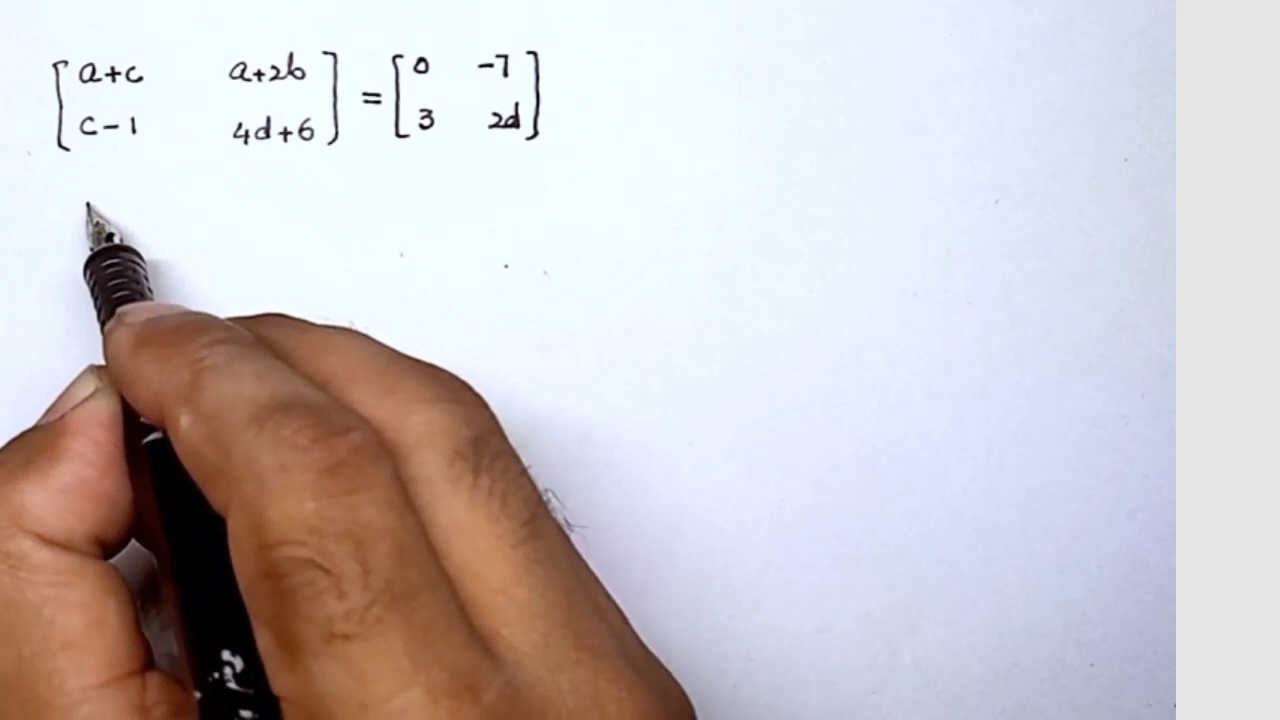 [ a+c a+2b ] = [ 0 -7 ]
[ c-1 4d+6 ] [ 3 2d ]